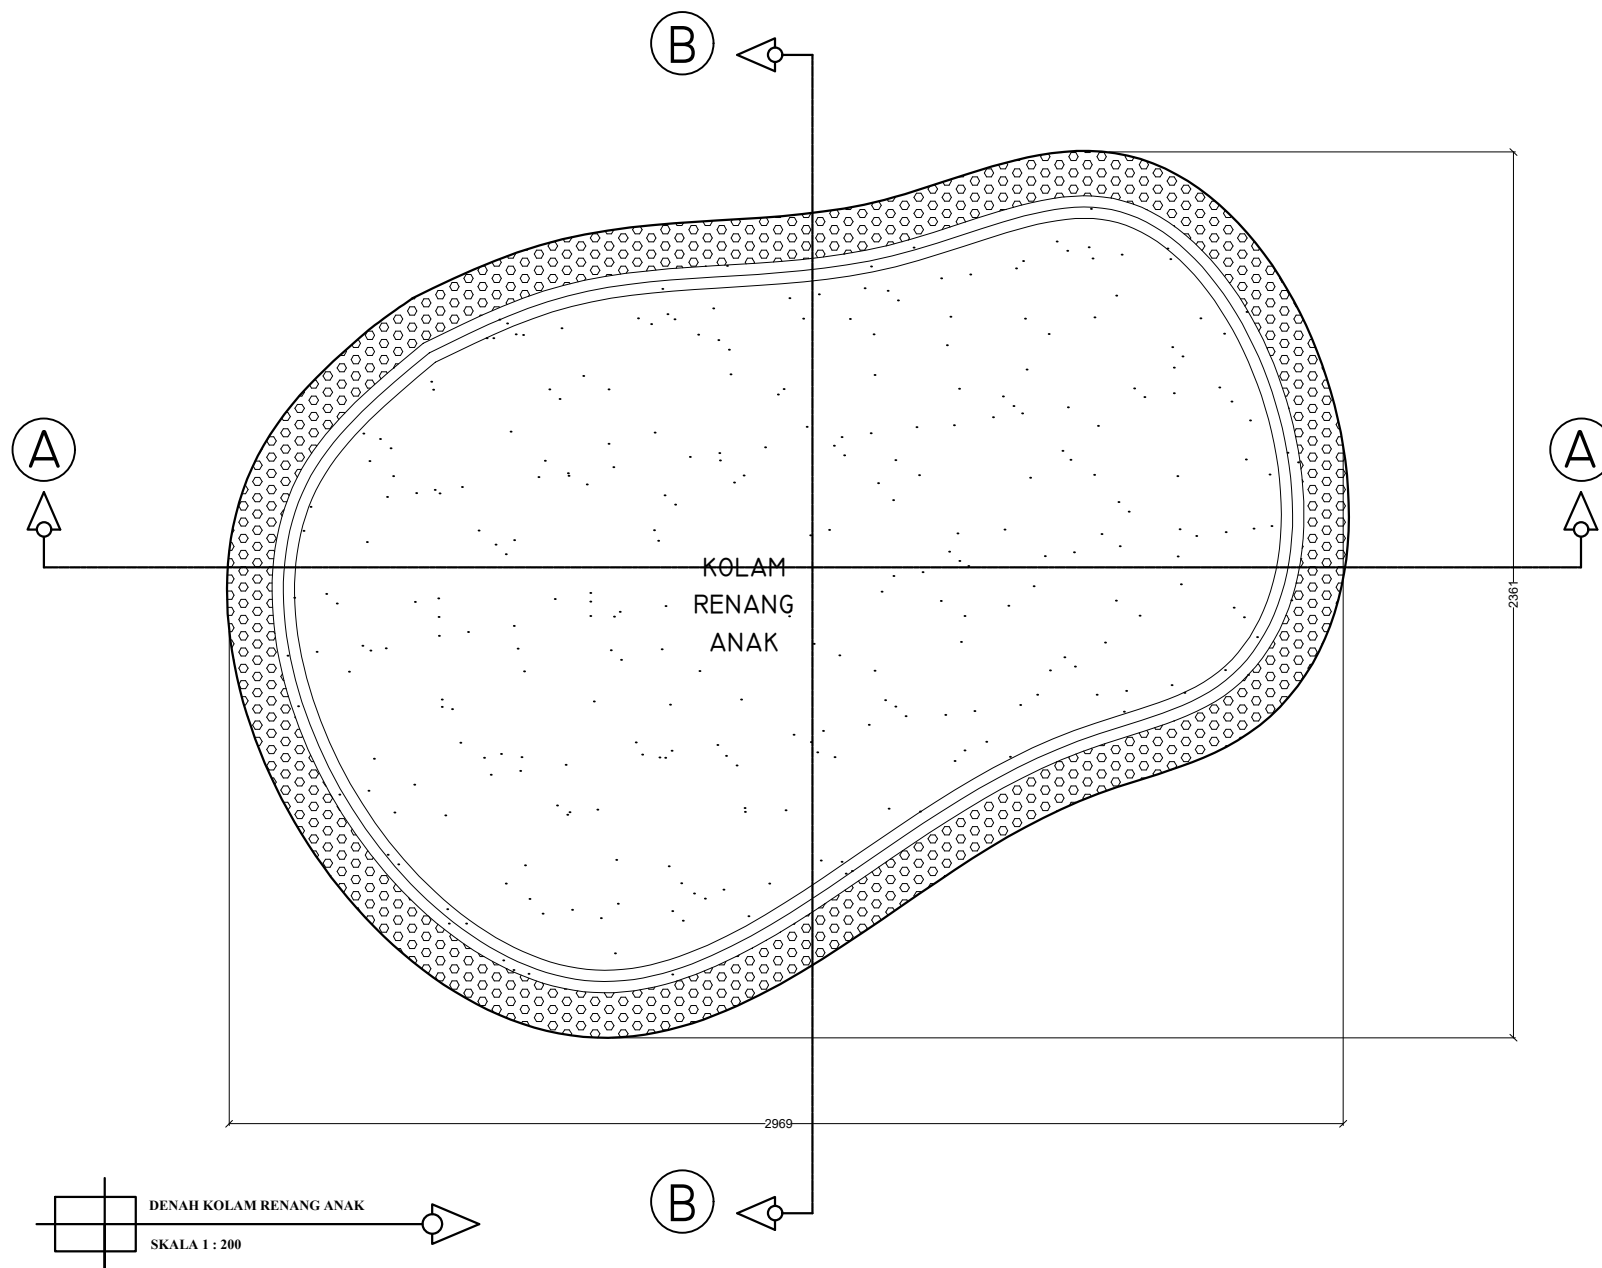 B
A
A
KOLAM
RENANG
ANAK
2361
2969
B
DENAH KOLAM RENANG ANAK
SKALA 1 : 200